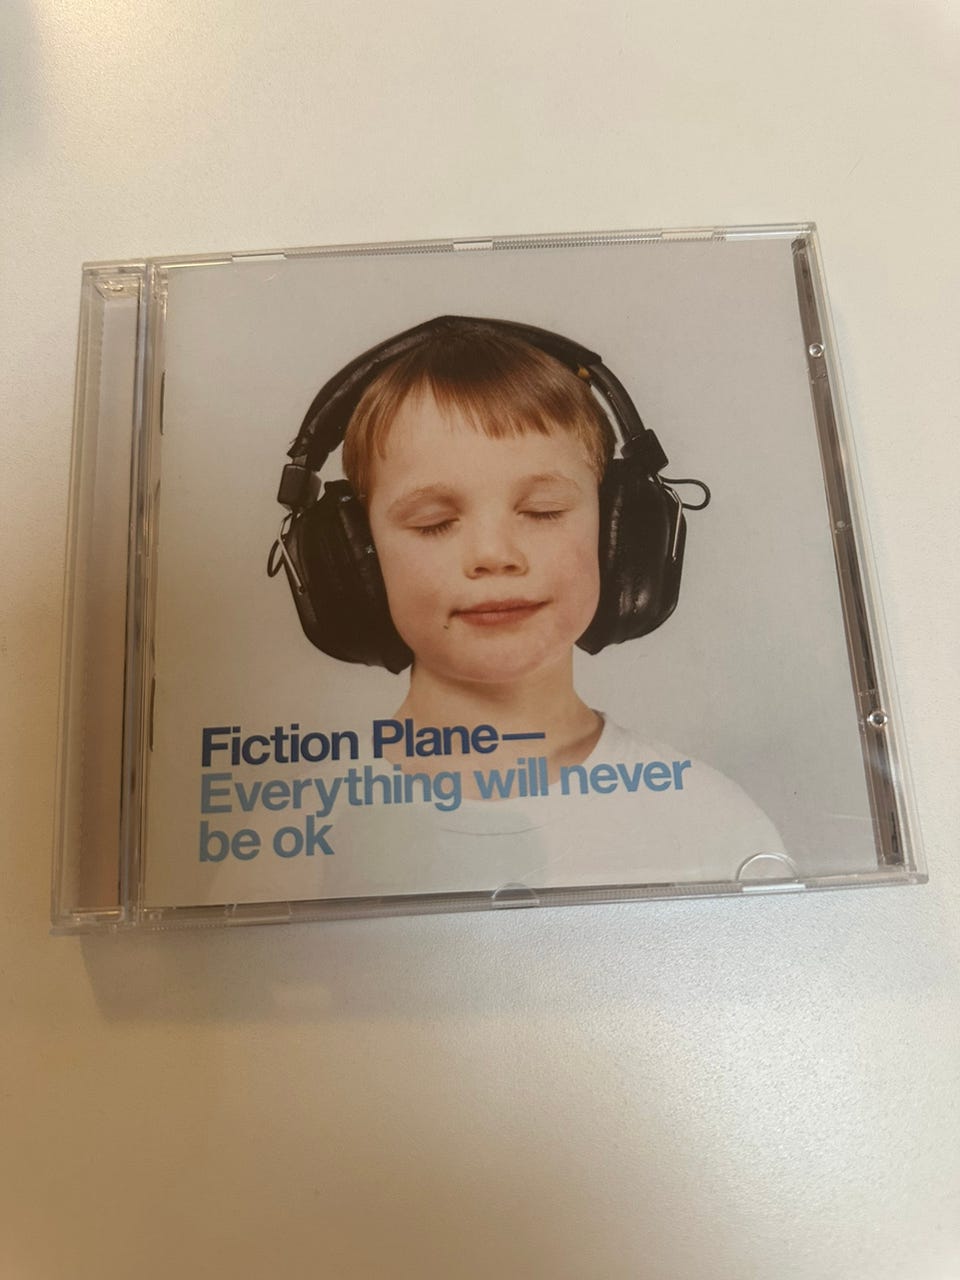 Fiction Plane—
Everything will never
be ok